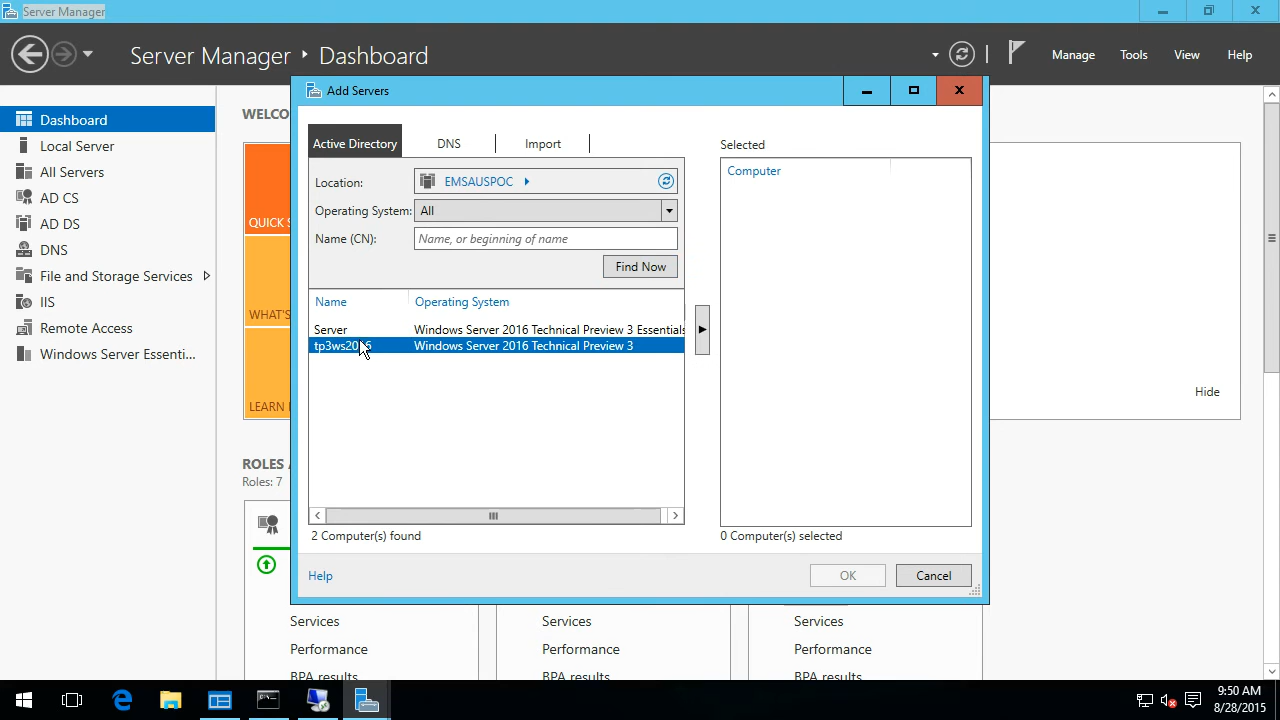 Server Manager
Server Manager ‣ Dashboard
Manage
Tools
View
Help
Dashboard
Local Server
All Servers
AD CS
AD DS
DNS
File and Storage Services
IIS
Remote Access
Windows Server Essenti...
WELCO
QUICK S
WHAT'S
LEARN
Hide
ROLES
Roles: 7
Add Servers
Active Directory
DNS
Import
Location:
EMSAUSPOC
Operating System:
All
Name (CN):
Name, or beginning of name
Find Now
Name
Operating System
Server
Windows Server 2016 Technical Preview 3 Essentials
tp3ws2016
Windows Server 2016 Technical Preview 3
2 Computer(s) found
Selected
Computer
0 Computer(s) selected
Help
OK
Cancel
Services
Services
Services
Performance
Performance
Performance
BPA results
BPA results
BPA results
9:50 AM
8/28/2015